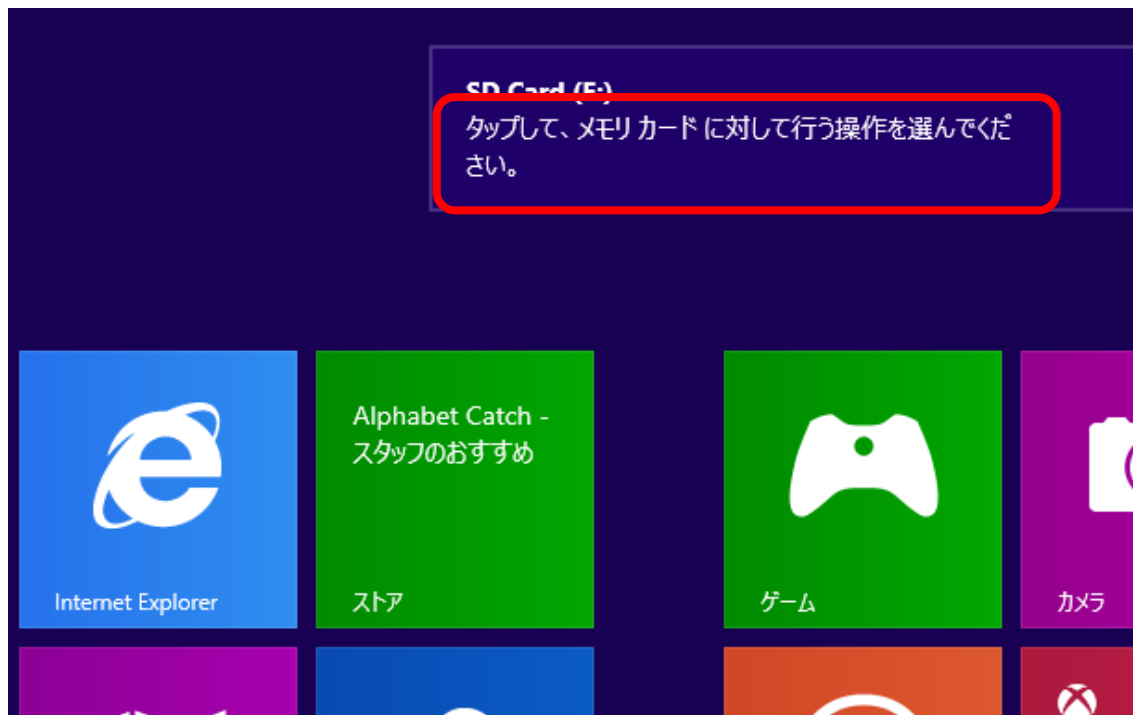 SD Card (E:)
タップして、メモリ カード に対して行う操作を選んでくだ
さい。
Alphabet Catch -
スタッフのおすすめ
Internet Explorer
ストア
ゲーム
カメラ